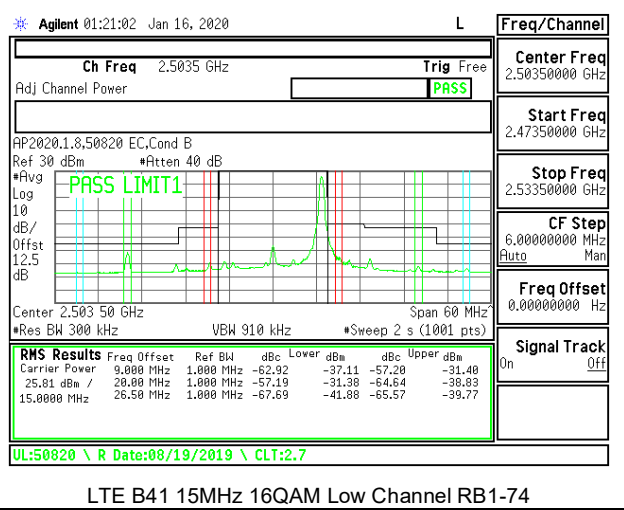 Agilent 01:21:02 Jan 16, 2020 L Freq/Channel
Ch Freq 2.5035 GHz Trig Free
Adj Channel Power PASS
Center Freq
2.50350000 GHz
Start Freq
2.47350000 GHz
AP2020.1.8,50820 EC,Cond B
Ref 30 dBm #Atten 40 dB
#Avg
Log
10
dB/
Offst
12.5
dB
PASS LIMIT1
Stop Freq
2.53350000 GHz
CF Step
6.00000000 MHz
Auto Man
Freq Offset
0.00000000 Hz
Center 2.503 50 GHz Span 60 MHz^
#Res BW 300 kHz VBW 910 kHz #Sweep 2 s (1001 pts)
Signal Track
On Off
RMS Results Freq Offset Ref BW dBc Lower dBm dBc Upper dBm
Carrier Power 9.000 MHz 1.000 MHz -62.92 -37.11 -57.20 -31.40
25.81 dBm / 20.00 MHz 1.000 MHz -57.19 -31.38 -64.64 -38.83
15.0000 MHz 26.50 MHz 1.000 MHz -67.69 -41.88 -65.57 -39.77
UL:50820 \ R Date:08/19/2019 \ CLT:2.7
LTE B41 15MHz 16QAM Low Channel RB1-74